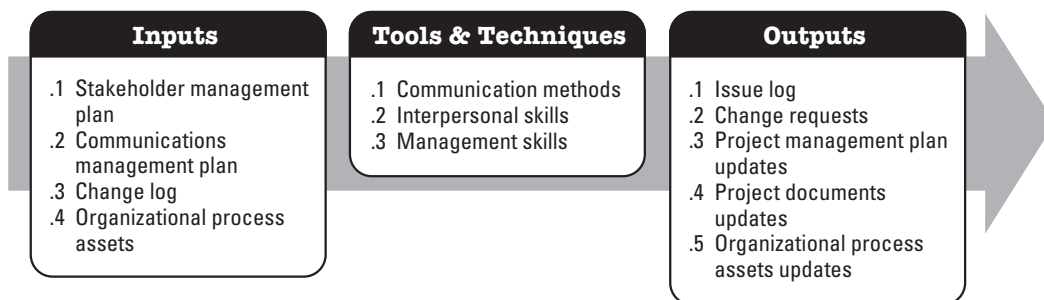 Inputs
.1 Stakeholder management
plan
.2 Communications
management plan
.3 Change log
.4 Organizational process
assets
Tools & Techniques
.1 Communication methods
.2 Interpersonal skills
.3 Management skills
Outputs
.1 Issue log
.2 Change requests
.3 Project management plan
updates
.4 Project documents
updates
.5 Organizational process
assets updates